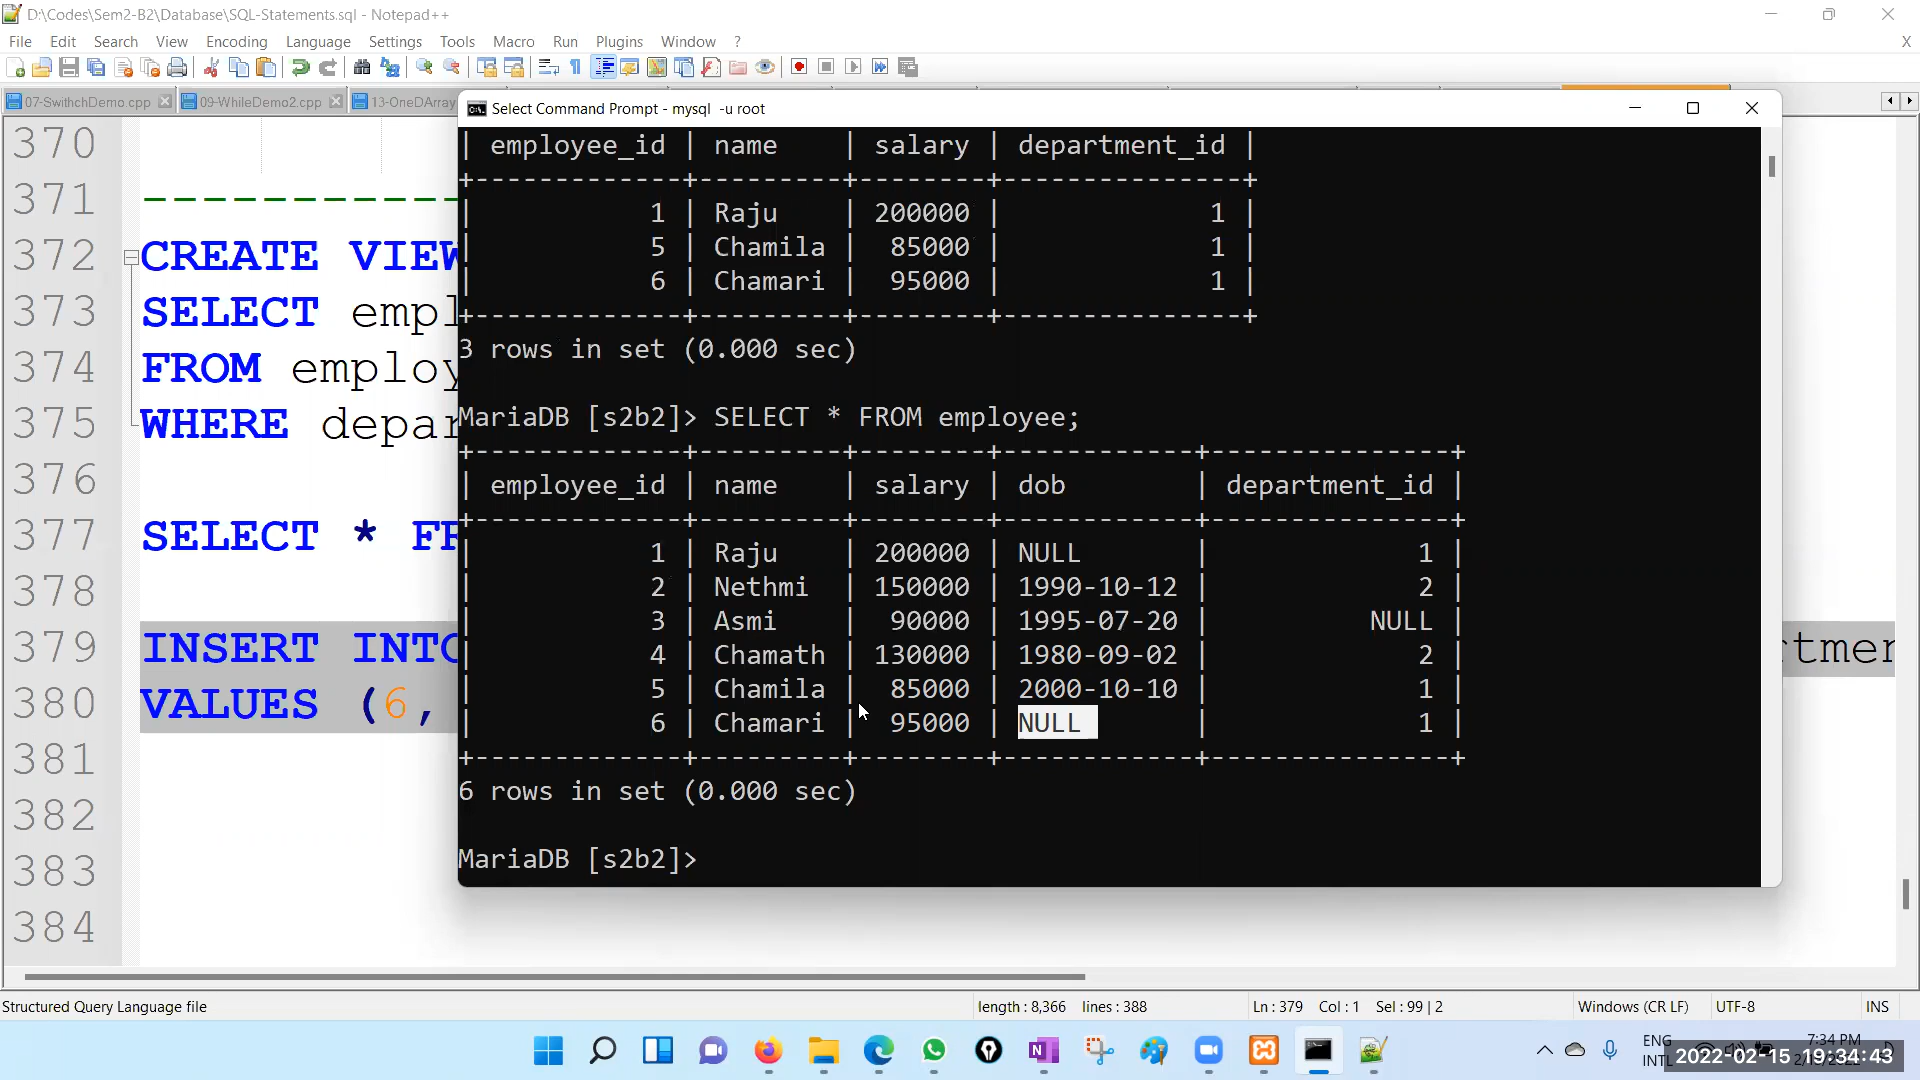 D:\Codes\Sem2-B2\Database\SQL-Statements.sql - Notepad++
File Edit Search View Encoding Language Settings Tools Macro Run Plugins Window ? X
07-SwithchDemo.cpp 09-WhileDemo2.cpp 13-OneDArray
Select Command Prompt - mysql -u root
| employee_id | name | salary | department_id |
+-------------+---------+--------+---------------+
| 1 | Raju | 200000 | 1 |
| 5 | Chamila | 85000 | 1 |
| 6 | Chamari | 95000 | 1 |
+-------------+---------+--------+---------------+
3 rows in set (0.000 sec)
MariaDB [s2b2]> SELECT * FROM employee;
+-------------+---------+--------+------------+---------------+
| employee_id | name | salary | dob | department_id |
+-------------+---------+--------+------------+---------------+
| 1 | Raju | 200000 | NULL | 1 |
| 2 | Nethmi | 150000 | 1990-10-12 | 2 |
| 3 | Asmi | 90000 | 1995-07-20 | NULL |
| 4 | Chamath | 130000 | 1980-09-02 | 2 |
| 5 | Chamila | 85000 | 2000-10-10 | 1 |
| 6 | Chamari | 95000 | NULL | 1 |
+-------------+---------+--------+------------+---------------+
6 rows in set (0.000 sec)
MariaDB [s2b2]>
370
371 -----------
372 CREATE VIEW
373 SELECT empl
374 FROM employ
375 WHERE depar
376
377 SELECT * FR
378
379 INSERT INTO tmen
380 VALUES (6,
381
382
383
384
Structured Query Language file length : 8,366 lines : 388 Ln : 379 Col : 1 Sel : 99 | 2 Windows (CR LF) UTF-8 INS
ENG
INTL
7:34 PM
2022-02-15 19:34:43